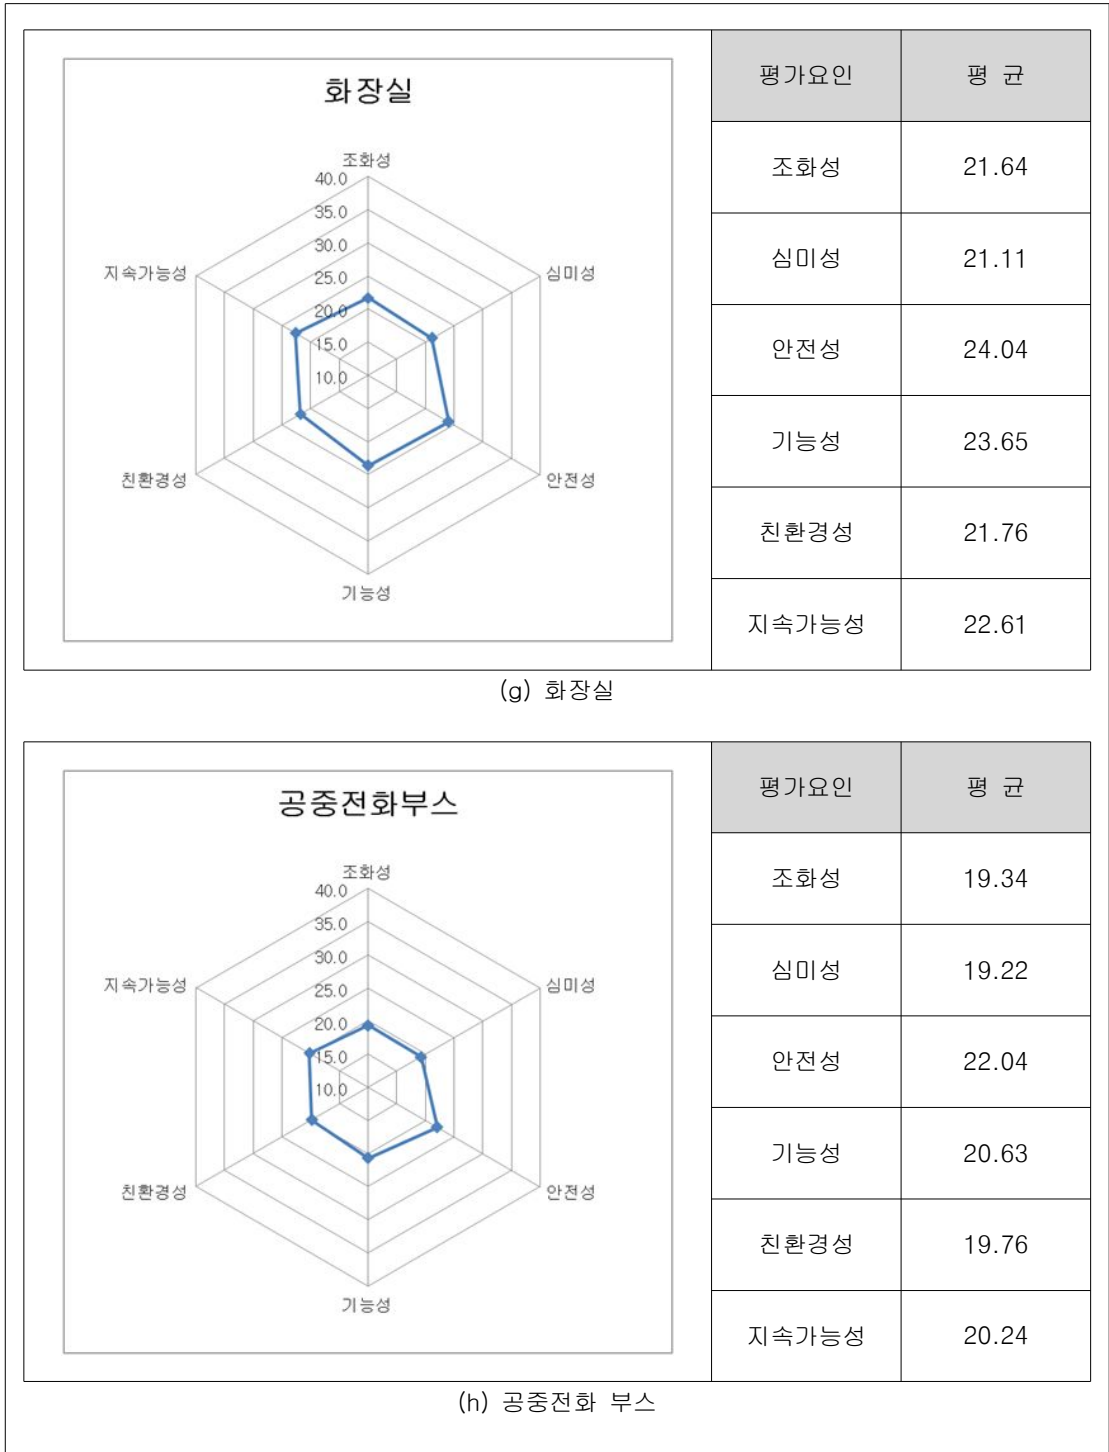 화장실
조화성
40.0
35.0
30.0
25.0
20.0
15.0
10.0
지속가능성
심미성
친환경성
안전성
기능성
평가요인 평 균
조화성 21.64
심미성 21.11
안전성 24.04
기능성 23.65
친환경성 21.76
지속가능성 22.61
(g) 화장실
공중전화부스
조화성
40.0
35.0
30.0
25.0
20.0
15.0
10.0
지속가능성
심미성
친환경성
안전성
기능성
평가요인 평 균
조화성 19.34
심미성 19.22
안전성 22.04
기능성 20.63
친환경성 19.76
지속가능성 20.24
(h) 공중전화 부스